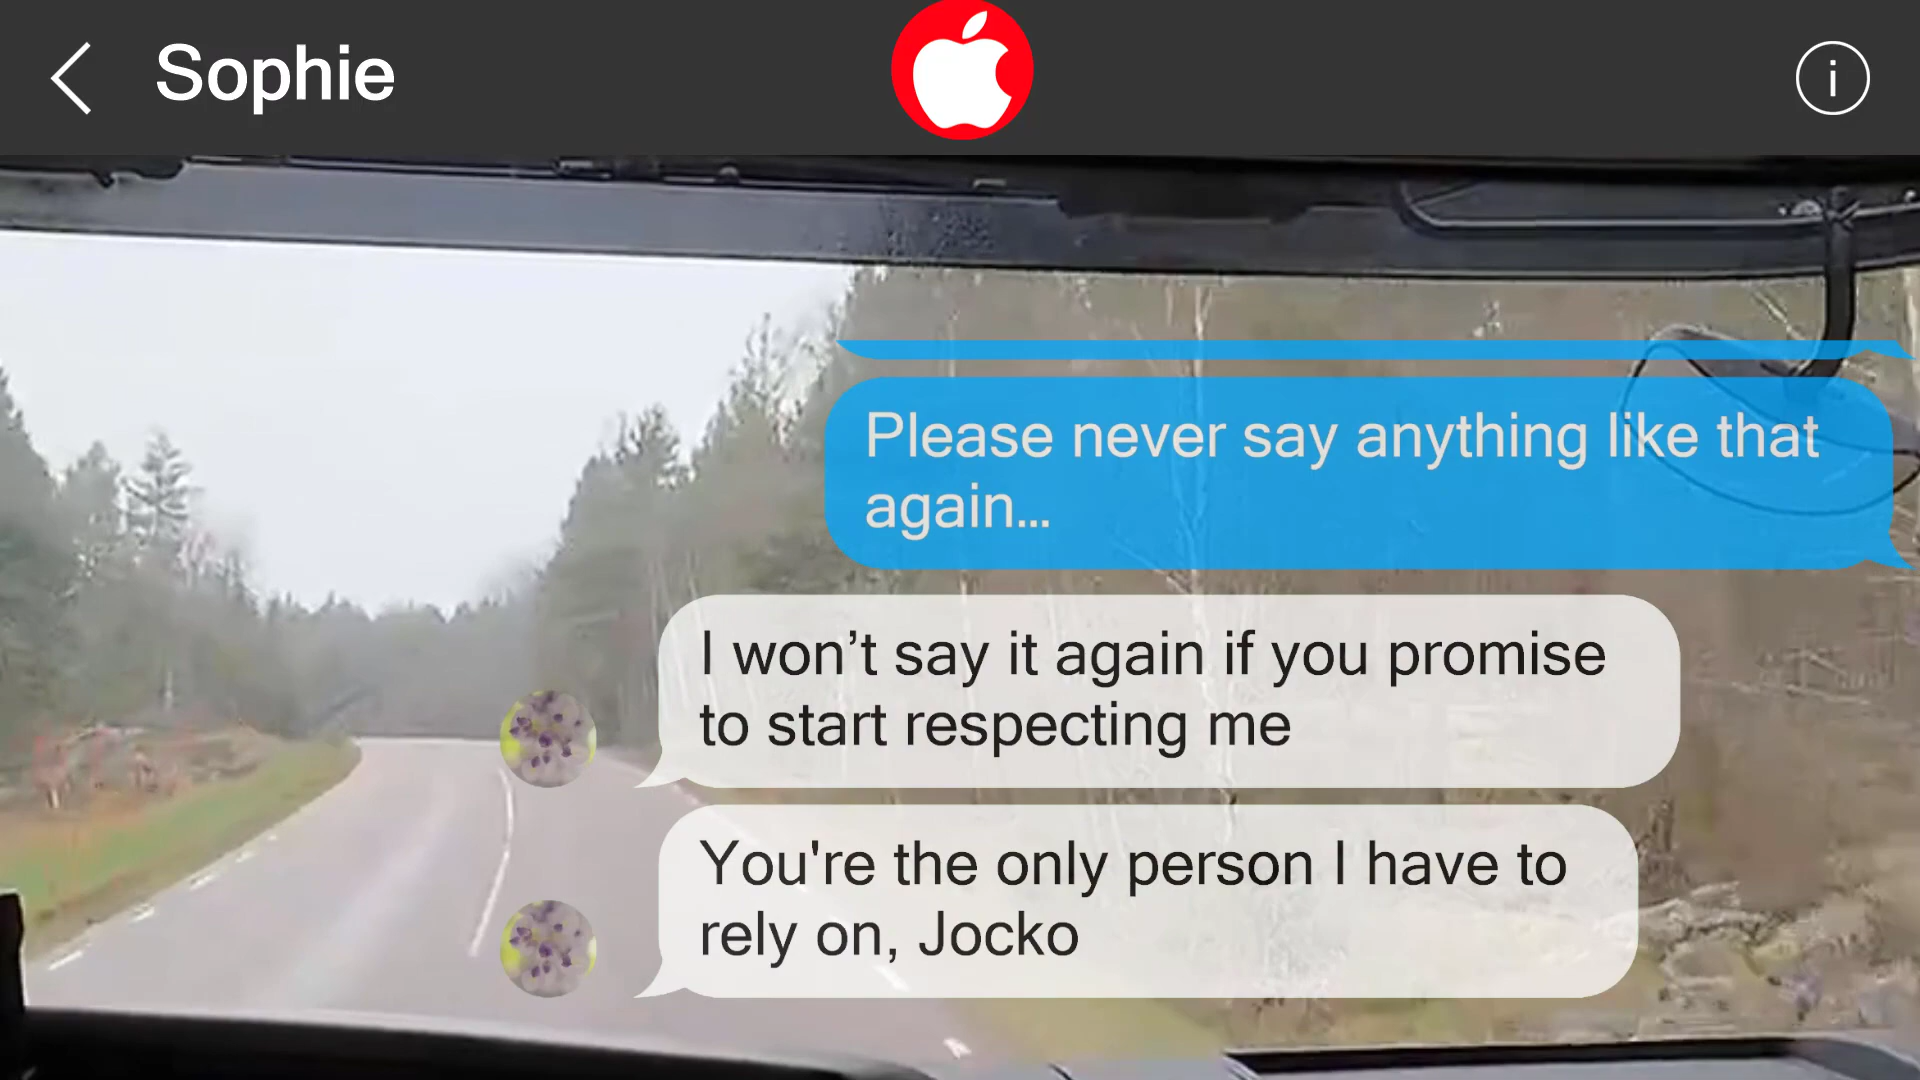 Sophie
i
Please never say anything like that
again...
I won’t say it again if you promise
to start respecting me
You're the only person I have to
rely on, Jocko